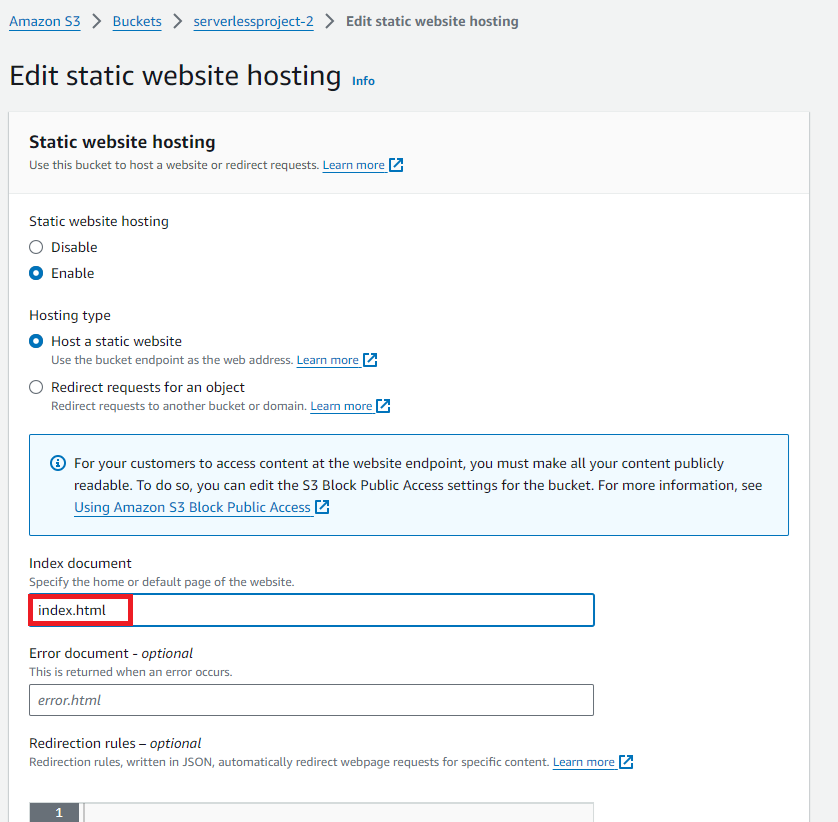 Amazon S3 > Buckets > serverlessproject-2 > Edit static website hosting
Edit static website hosting Info
Static website hosting
Use this bucket to host a website or redirect requests. Learn more
Static website hosting
Disable
Enable
Hosting type
Host a static website
Use the bucket endpoint as the web address. Learn more
Redirect requests for an object
Redirect requests to another bucket or domain. Learn more
For your customers to access content at the website endpoint, you must make all your content publicly
readable. To do so, you can edit the S3 Block Public Access settings for the bucket. For more information, see
Using Amazon S3 Block Public Access
Index document
Specify the home or default page of the website.
index.html
Error document - optional
This is returned when an error occurs.
error.html
Redirection rules – optional
Redirection rules, written in JSON, automatically redirect webpage requests for specific content. Learn more
1